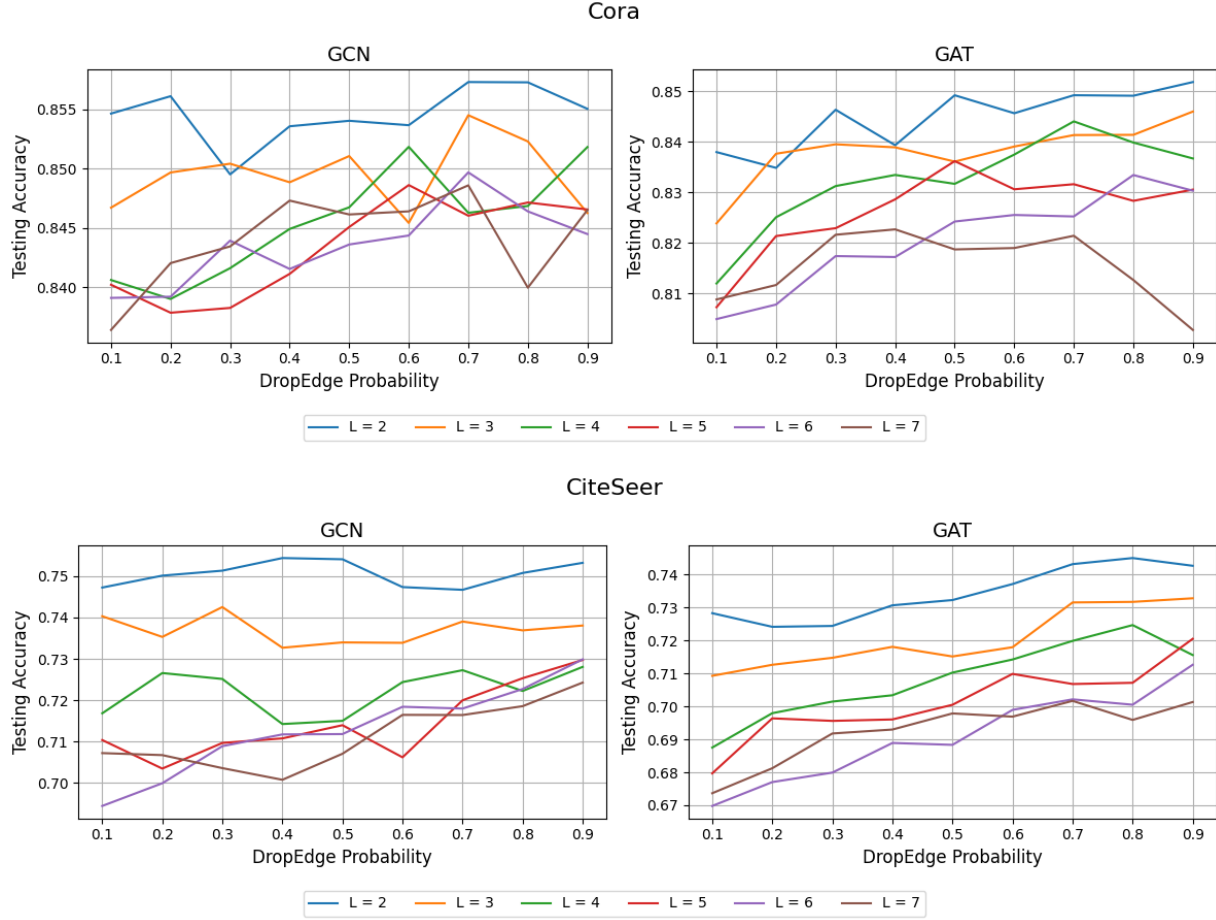 Cora
GCN
GAT
Testing Accuracy
0.855
0.850
0.845
0.840
0.1 0.2 0.3 0.4 0.5 0.6 0.7 0.8 0.9
DropEdge Probability
Testing Accuracy
0.85
0.84
0.83
0.82
0.81
0.1 0.2 0.3 0.4 0.5 0.6 0.7 0.8 0.9
DropEdge Probability
L = 2 L = 3 L = 4 L = 5 L = 6 L = 7
CiteSeer
GCN
GAT
Testing Accuracy
0.75
0.74
0.73
0.72
0.71
0.70
0.1 0.2 0.3 0.4 0.5 0.6 0.7 0.8 0.9
DropEdge Probability
Testing Accuracy
0.74
0.73
0.72
0.71
0.70
0.69
0.68
0.67
0.1 0.2 0.3 0.4 0.5 0.6 0.7 0.8 0.9
DropEdge Probability
L = 2 L = 3 L = 4 L = 5 L = 6 L = 7